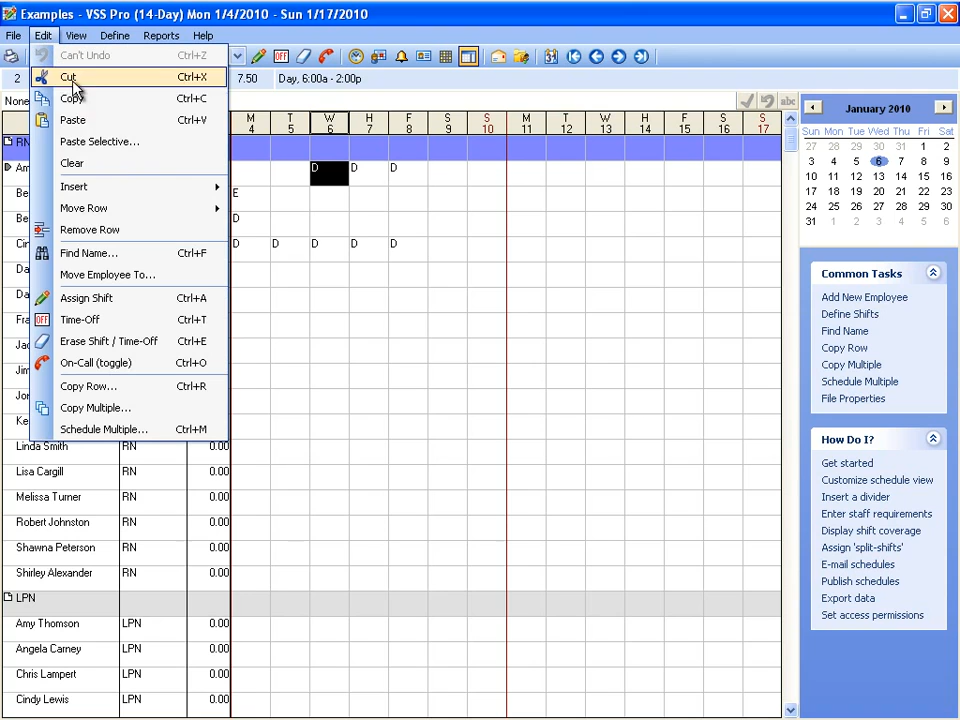 Examples - VSS Pro (14-Day) Mon 1/4/2010 - Sun 1/17/2010
File Edit View Define Reports Help
2 7.50 Day, 6:00a - 2:00p
Can't Undo Ctrl+Z
Cut Ctrl+X
Copy Ctrl+C
Paste Ctrl+V
Paste Selective...
Clear
Insert
Move Row
Remove Row
Find Name... Ctrl+F
Move Employee To...
Assign Shift Ctrl+A
OFF Time-Off Ctrl+T
Erase Shift / Time-Off Ctrl+E
On-Call (toggle) Ctrl+O
Copy Row... Ctrl+R
Copy Multiple...
Schedule Multiple... Ctrl+M
OFF
31
abc
M T W H F S S M T W H F S S
4 5 6 7 8 9 10 11 12 13 14 15 16 17
D D D
E
D
D D D D D
Linda Smith RN 0.00
Lisa Cargill RN 0.00
Melissa Turner RN 0.00
Robert Johnston RN 0.00
Shawna Peterson RN 0.00
Shirley Alexander RN 0.00
LPN
Amy Thomson LPN 0.00
Angela Carney LPN 0.00
Chris Lampert LPN 0.00
Cindy Lewis LPN 0.00
January 2010
Sun Mon Tue Wed Thu Fri Sat
27 28 29 30 31 1 2
3 4 5 6 7 8 9
10 11 12 13 14 15 16
17 18 19 20 21 22 23
24 25 26 27 28 29 30
31 1 2 3 4 5 6
Common Tasks
Add New Employee
Define Shifts
Find Name
Copy Row
Copy Multiple
Schedule Multiple
File Properties
How Do I?
Get started
Customize schedule view
Insert a divider
Enter staff requirements
Display shift coverage
Assign 'split-shifts'
E-mail schedules
Publish schedules
Export data
Set access permissions